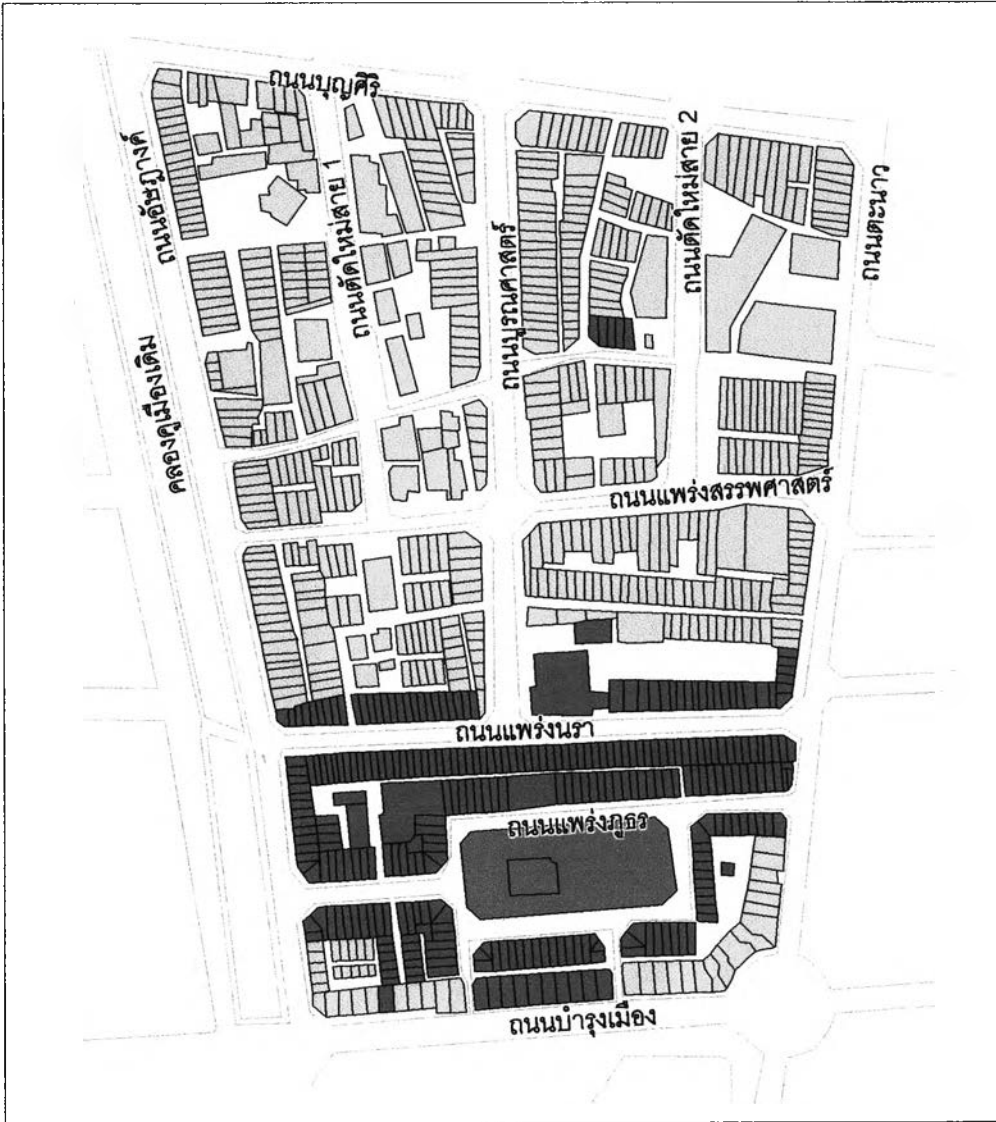 ถนนบุญศิริ
ถนนอัษฎางค์
ถนนตัดใหม่สาย 1
ถนนบูรณศาสตร์
ถนนตัดใหม่สาย 2
ถนนตะนาว
คลองคูเมืองเดิม
ถนนแพร่งสรรพศาสตร์
ถนนแพร่งนรา
ถนนแพร่งภูธร
ถนนบำรุงเมือง